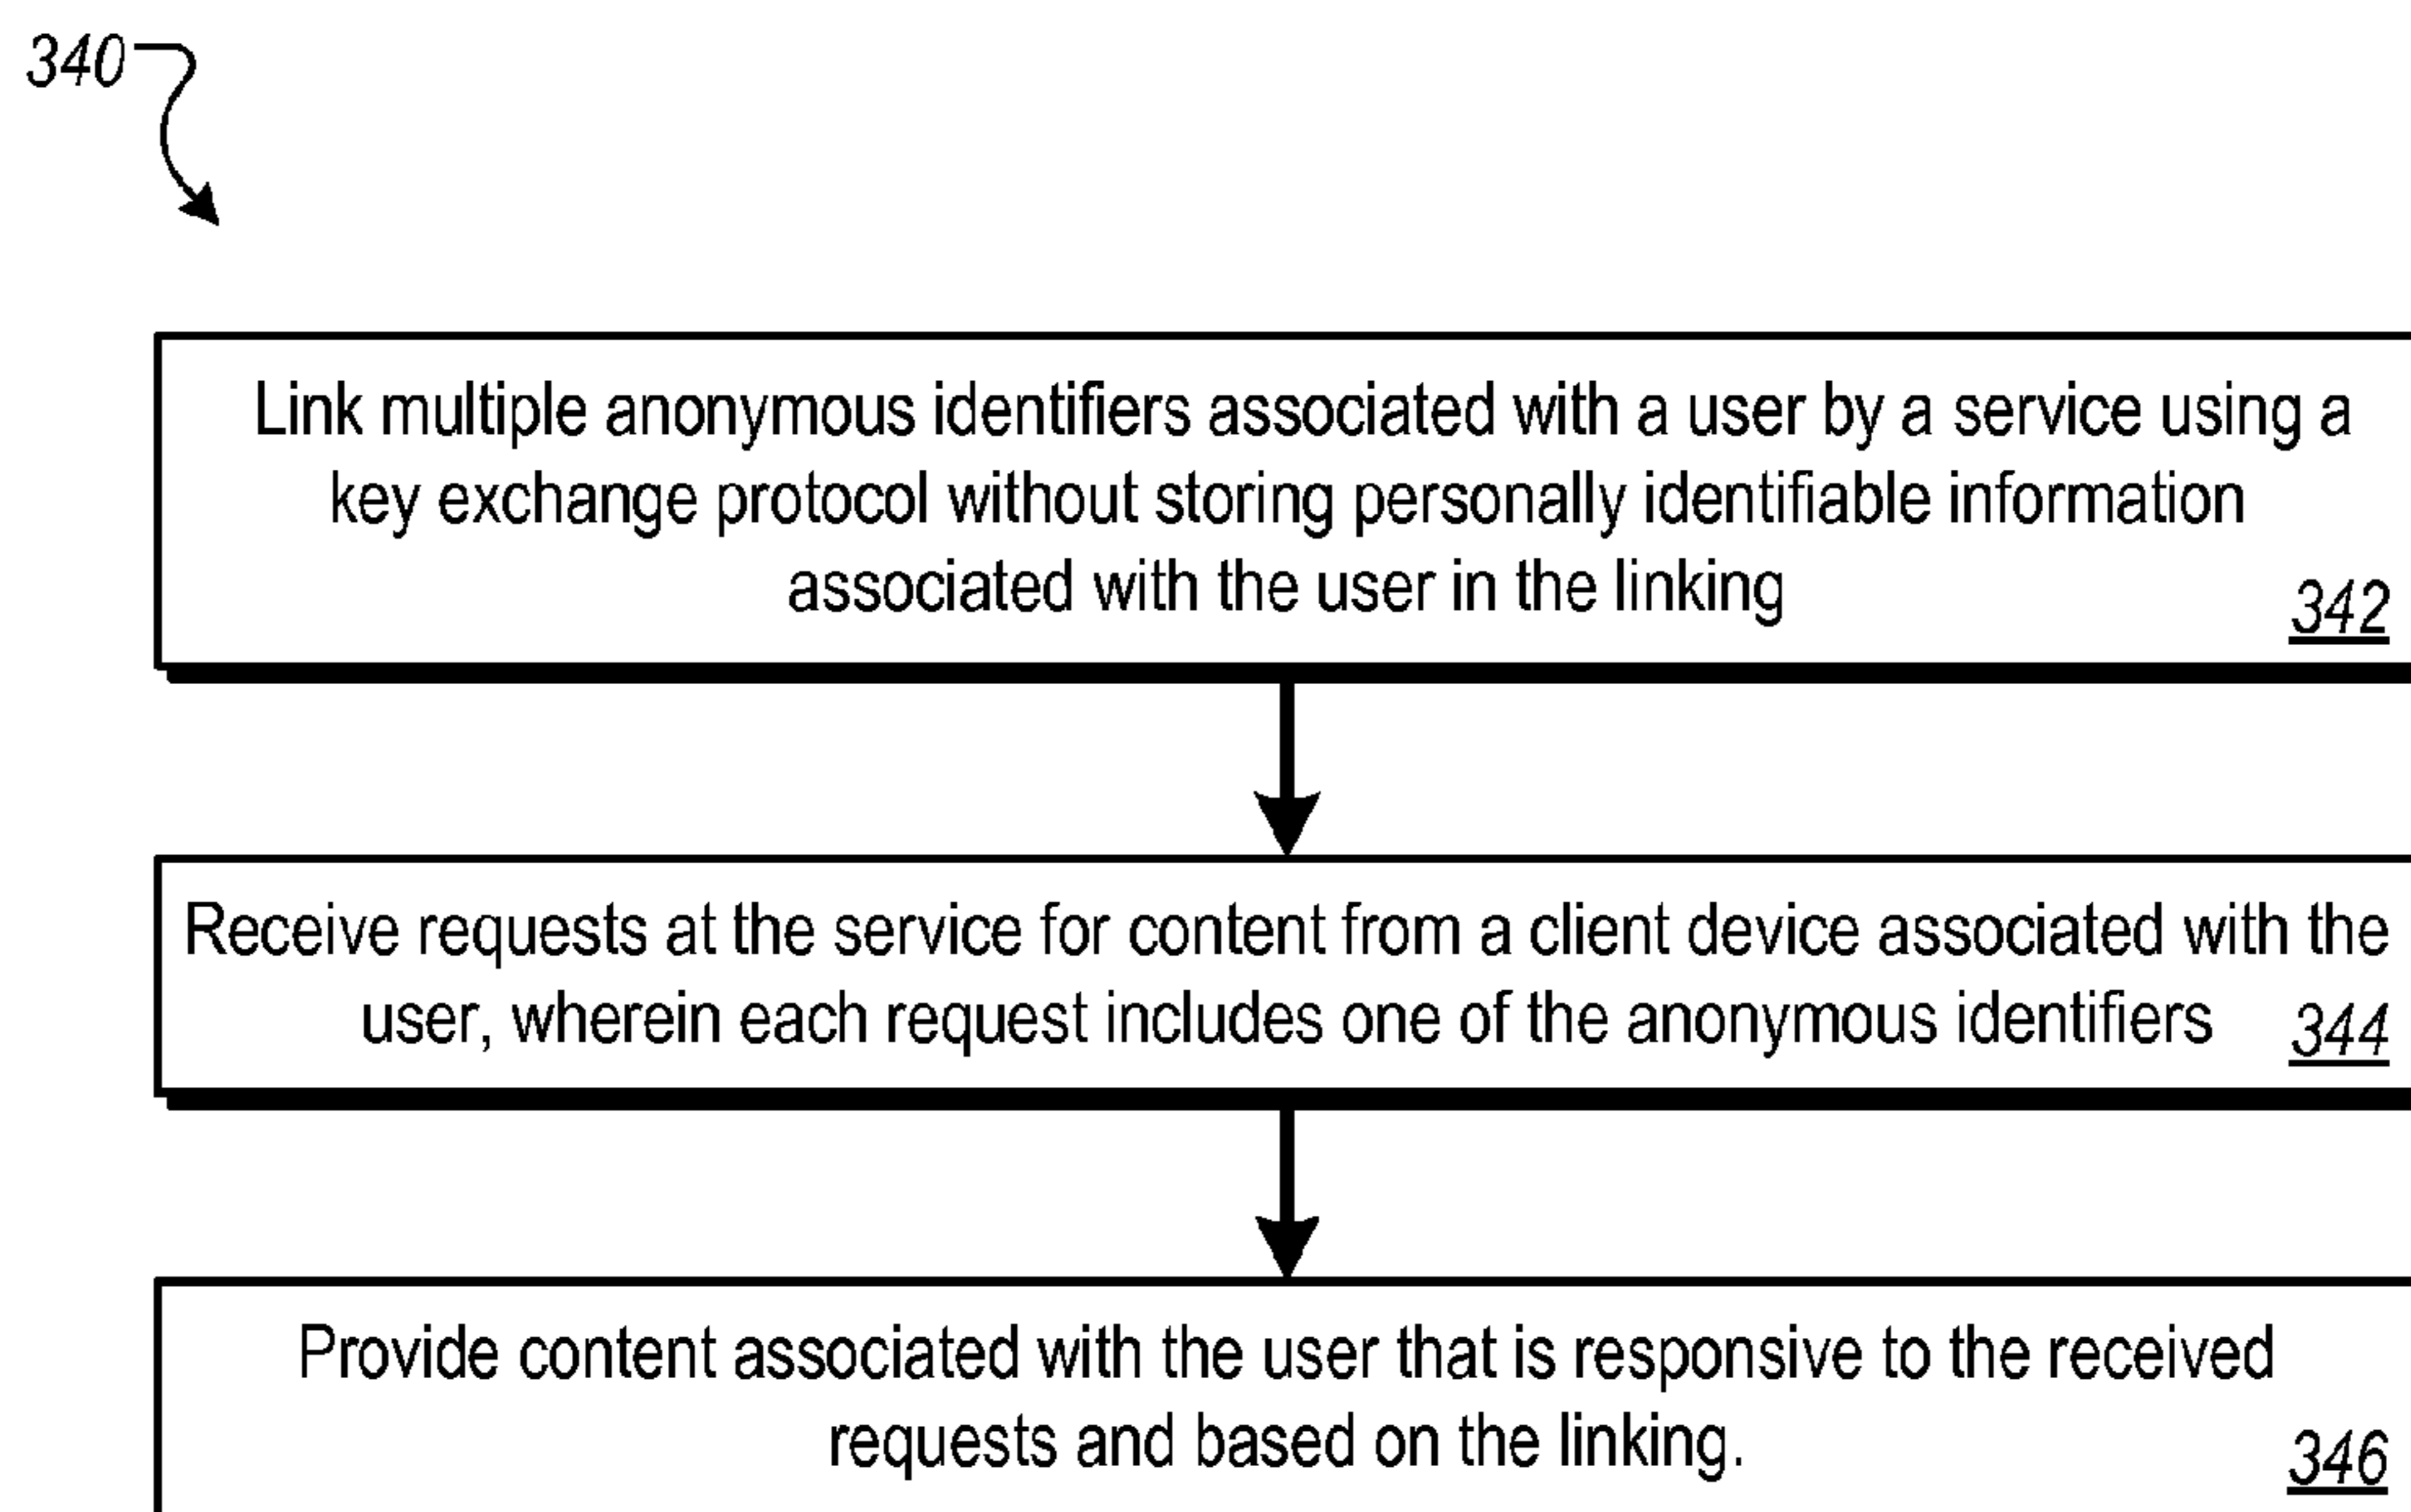 340
Link multiple anonymous identifiers associated with a user by a service using a
key exchange protocol without storing personally identifiable information
associated with the user in the linking
342
Receive requests at the service for content from a client device associated with the
user, wherein each request includes one of the anonymous identifiers 344
Provide content associated with the user that is responsive to the received
requests and based on the linking.
346